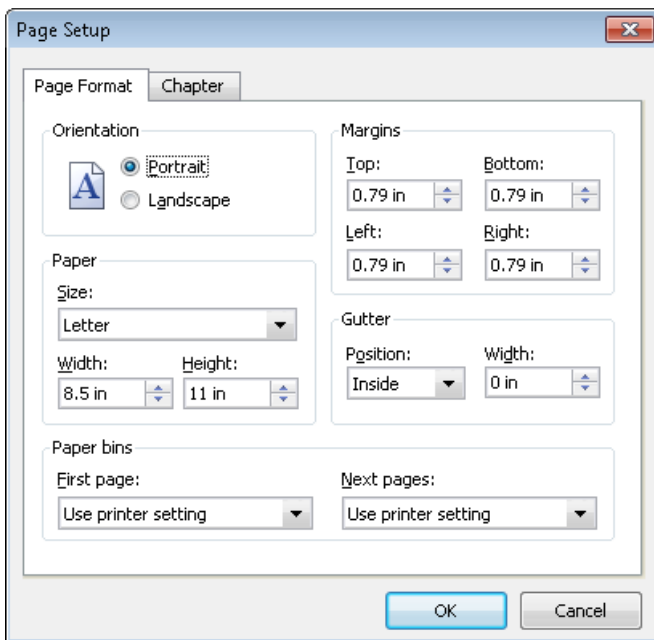 Page Setup
Page Format
Chapter
Orientation
A
Portrait
Landscape
Margins
Top:
Bottom:
0.79 in
0.79 in
Left:
Right:
0.79 in
0.79 in
Paper
Size:
Letter
Width:
Height:
8.5 in
11 in
Gutter
Position:
Width:
Inside
0 in
Paper bins
First page:
Next pages:
Use printer setting
Use printer setting
OK
Cancel